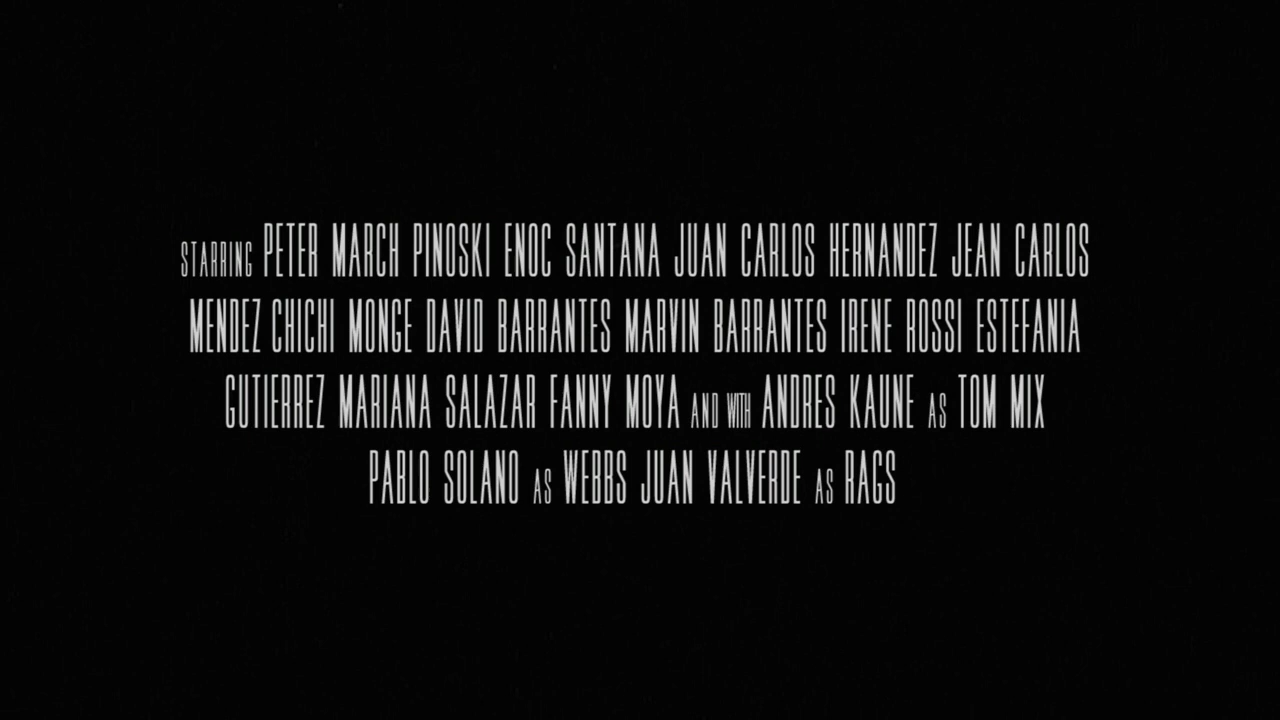 STARRING PETER MARCH PINOSKI ENOC SANTANA JUAN CARLOS HERNANDEZ JEAN CARLOS
MENDEZ CHICHI MONGE DAVID BARRANTES MARVIN BARRANTES IRENE ROSSI ESTEFANIA
GUTIERREZ MARIANA SALAZAR FANNY MOYA AND WITH ANDRES KAUNE AS TOM MIX
PABLO SOLANO AS WEBBS JUAN VALVERDE AS RAGS